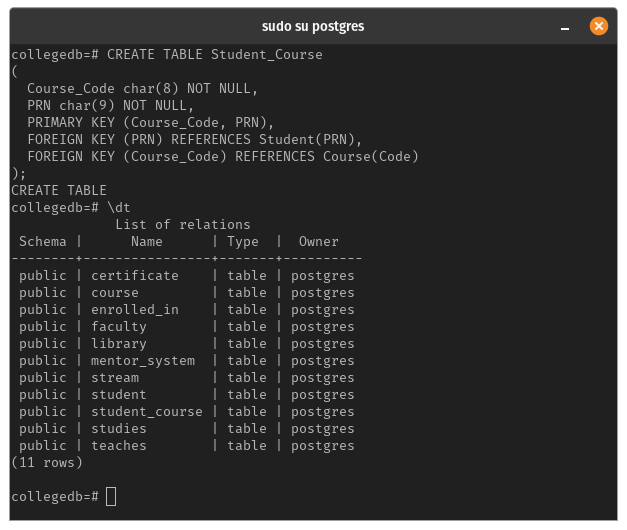 sudo su postgres
collegedb=# CREATE TABLE Student_Course
(
  Course_Code char(8) NOT NULL,
  PRN char(9) NOT NULL,
  PRIMARY KEY (Course_Code, PRN),
  FOREIGN KEY (PRN) REFERENCES Student(PRN),
  FOREIGN KEY (Course_Code) REFERENCES Course(Code)
);
CREATE TABLE
collegedb=# \dt
             List of relations
 Schema |      Name      | Type  |  Owner
--------+----------------+-------+----------
 public | certificate    | table | postgres
 public | course         | table | postgres
 public | enrolled_in    | table | postgres
 public | faculty        | table | postgres
 public | library        | table | postgres
 public | mentor_system  | table | postgres
 public | stream         | table | postgres
 public | student        | table | postgres
 public | student_course | table | postgres
 public | studies        | table | postgres
 public | teaches        | table | postgres
(11 rows)

collegedb=#